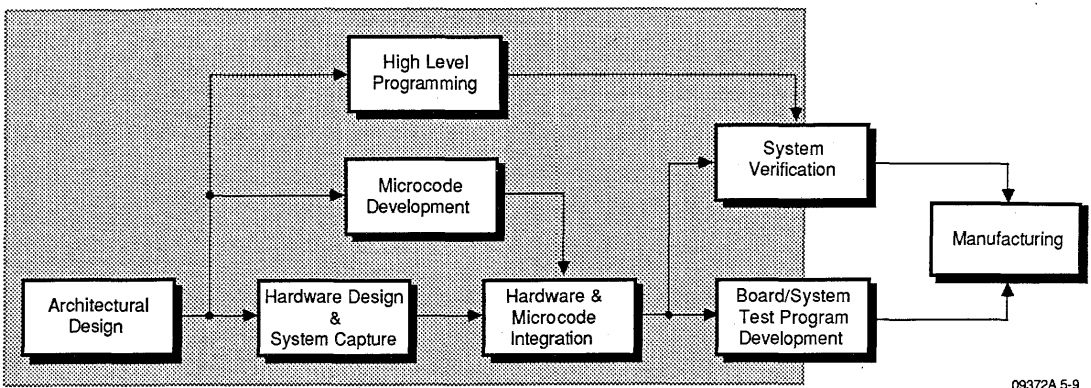 High Level
Programming
System
Verification
Microcode
Development
Manufacturing
Architectural
Design
Hardware Design
&
System Capture
Hardware &
Microcode
Integration
Board/System
Test Program
Development
09372A 5-9